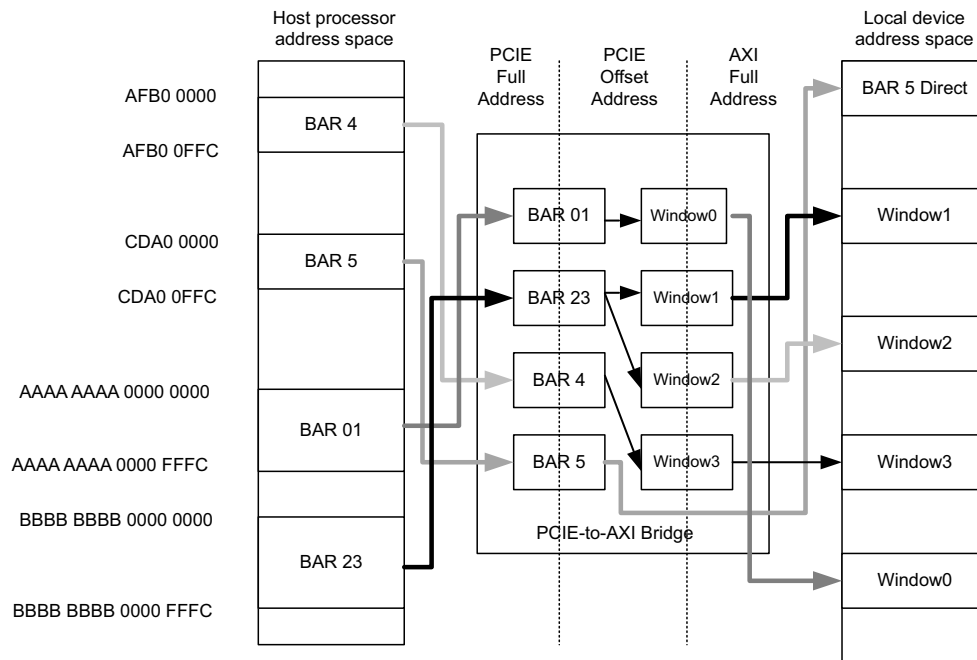 Host processor
address space
PCIE
Full
Address
PCIE
Offset
Address
AXI
Full
Address
Local device
address space
AFB0 0000
BAR 4
AFB0 0FFC
CDA0 0000
BAR 5
CDA0 0FFC
AAAA AAAA 0000 0000
BAR 01
AAAA AAAA 0000 FFFC
BBBB BBBB 0000 0000
BAR 23
BBBB BBBB 0000 FFFC
BAR 01
Window0
BAR 23
Window1
BAR 4
Window2
BAR 5
Window3
PCIE-to-AXI Bridge
BAR 5 Direct
Window1
Window2
Window3
Window0